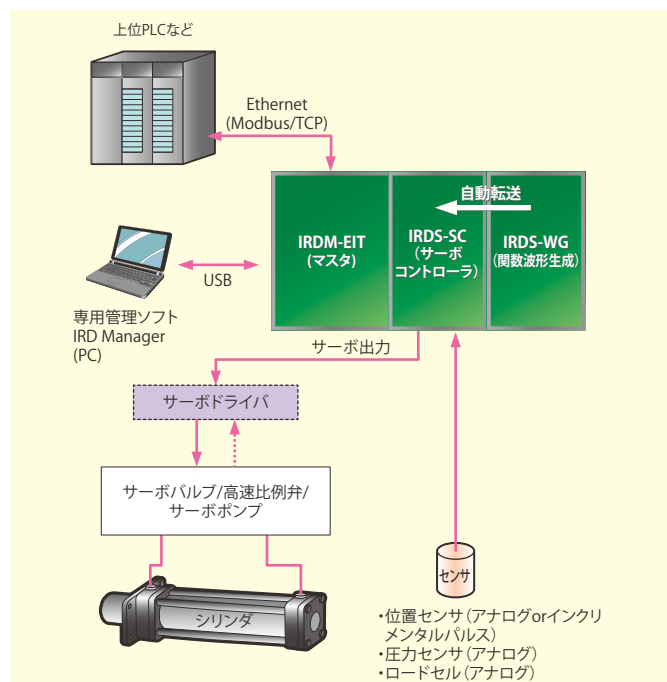 上位PLCなど
Ethernet
(Modbus/TCP)
自動転送
IRDM-EIT
(マスタ)
IRDS-SC
(サーボ
コントローラ)
IRDS-WG
(関数波形生成)
USB
専用管理ソフト
IRD Manager
(PC)
サーボ出力
サーボドライバ
サーボバルブ/高速比例弁/
サーボポンプ
シリンダ
センサ
・位置センサ(アナログorインクリ
メンタルパルス)
・圧力センサ(アナログ)
・ロードセル(アナログ)